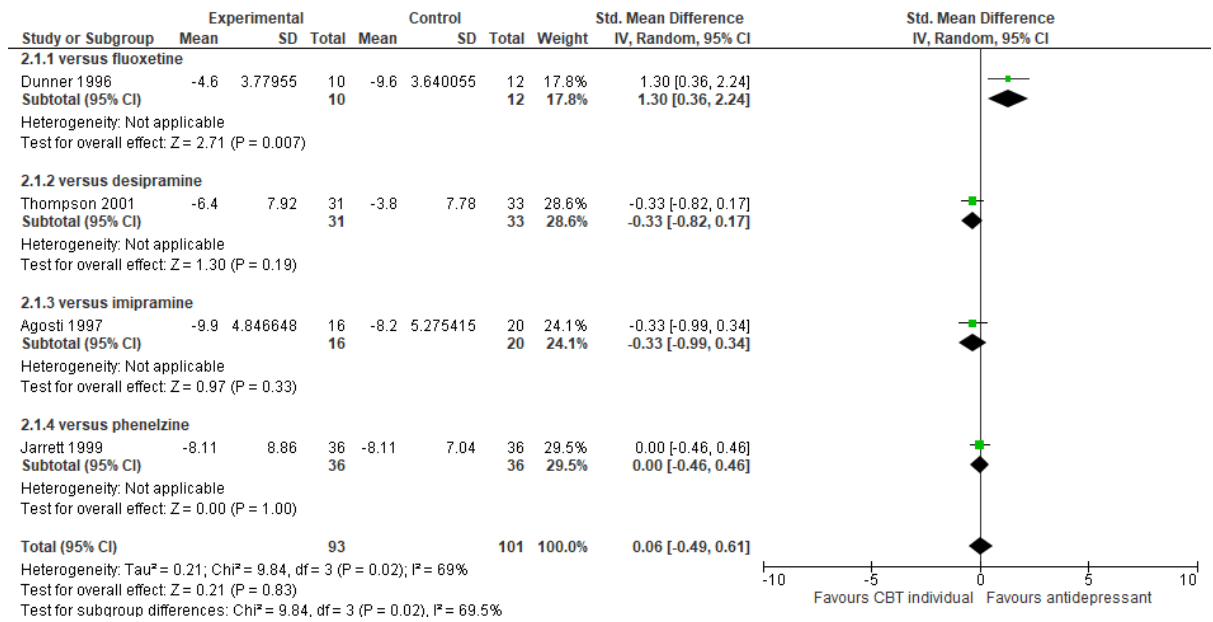 Experimental Control Std. Mean Difference Std. Mean Difference
Study or Subgroup Mean SD Total Mean SD Total Weight IV, Random, 95% CI IV, Random, 95% CI
2.1.1 versus fluoxetine
Dunner 1996 -4.6 3.77955 10 -9.6 3.640055 12 17.8% 1.30 [0.36, 2.24]
Subtotal (95% CI) 10 12 17.8% 1.30 [0.36, 2.24]
Heterogeneity: Not applicable
Test for overall effect: Z = 2.71 (P = 0.007)
2.1.2 versus desipramine
Thompson 2001 -6.4 7.92 31 -3.8 7.78 33 28.6% -0.33 [-0.82, 0.17]
Subtotal (95% CI) 31 33 28.6% -0.33 [-0.82, 0.17]
Heterogeneity: Not applicable
Test for overall effect: Z = 1.30 (P = 0.19)
2.1.3 versus imipramine
Agosti 1997 -9.9 4.846648 16 -8.2 5.275415 20 24.1% -0.33 [-0.99, 0.34]
Subtotal (95% CI) 16 20 24.1% -0.33 [-0.99, 0.34]
Heterogeneity: Not applicable
Test for overall effect: Z = 0.97 (P = 0.33)
2.1.4 versus phenelzine
Jarrett 1999 -8.11 8.86 36 -8.11 7.04 36 29.5% 0.00 [-0.46, 0.46]
Subtotal (95% CI) 36 36 29.5% 0.00 [-0.46, 0.46]
Heterogeneity: Not applicable
Test for overall effect: Z = 0.00 (P = 1.00)
Total (95% CI) 93 101 100.0% 0.06 [-0.49, 0.61]
Heterogeneity: Tau² = 0.21; Chi² = 9.84, df = 3 (P = 0.02); I² = 69%
Test for overall effect: Z = 0.21 (P = 0.83)
Test for subgroup differences: Chi² = 9.84, df = 3 (P = 0.02), I² = 69.5%
-10 -5 0 5 10
Favours CBT individual Favours antidepressant